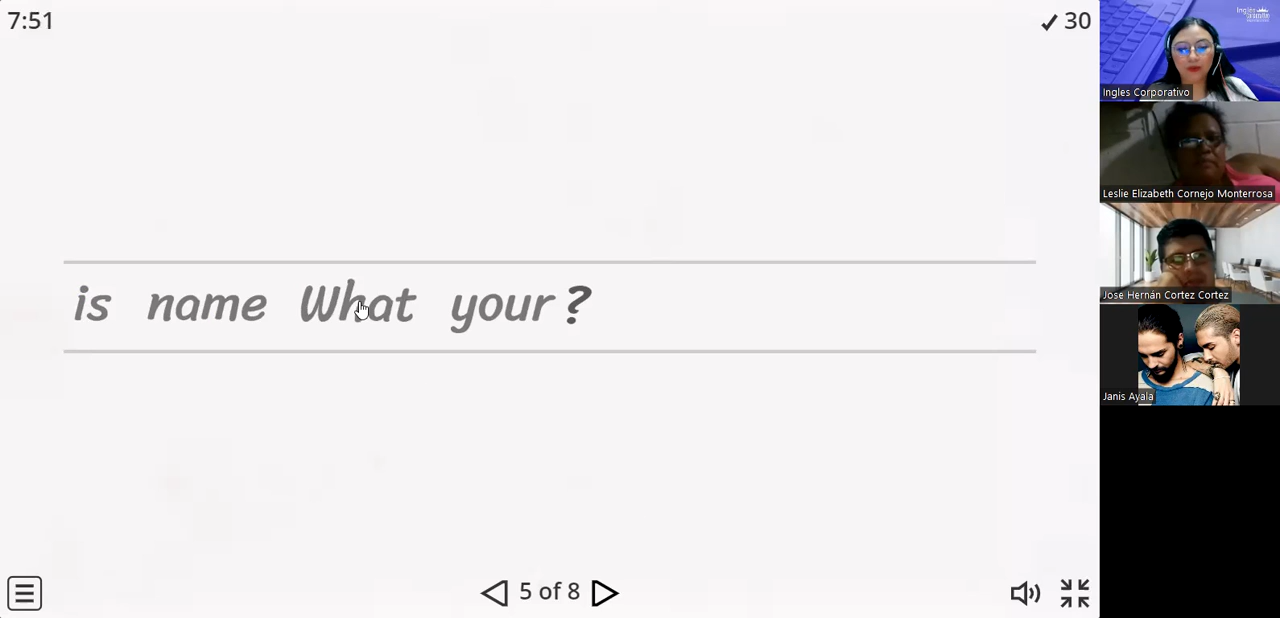 7:51
✓ 30
is name What your ?
5 of 8
Ingles Corporativo
Leslie Elizabeth Cornejo Monterrosa
José Hernán Cortez Cortez
Janis Ayala